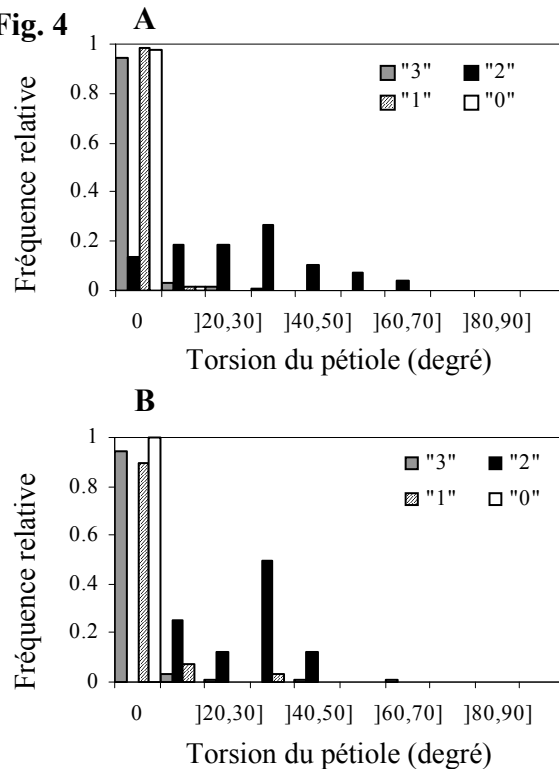 Fig. 4
A
1
0.8
0.6
0.4
0.2
0
Fréquence relative
"3" "2"
"1" "0"
0 ]20,30] ]40,50] ]60,70] ]80,90]
Torsion du pétiole (degré)
B
1
0.8
0.6
0.4
0.2
0
Fréquence relative
"3" "2"
"1" "0"
0 ]20,30] ]40,50] ]60,70] ]80,90]
Torsion du pétiole (degré)